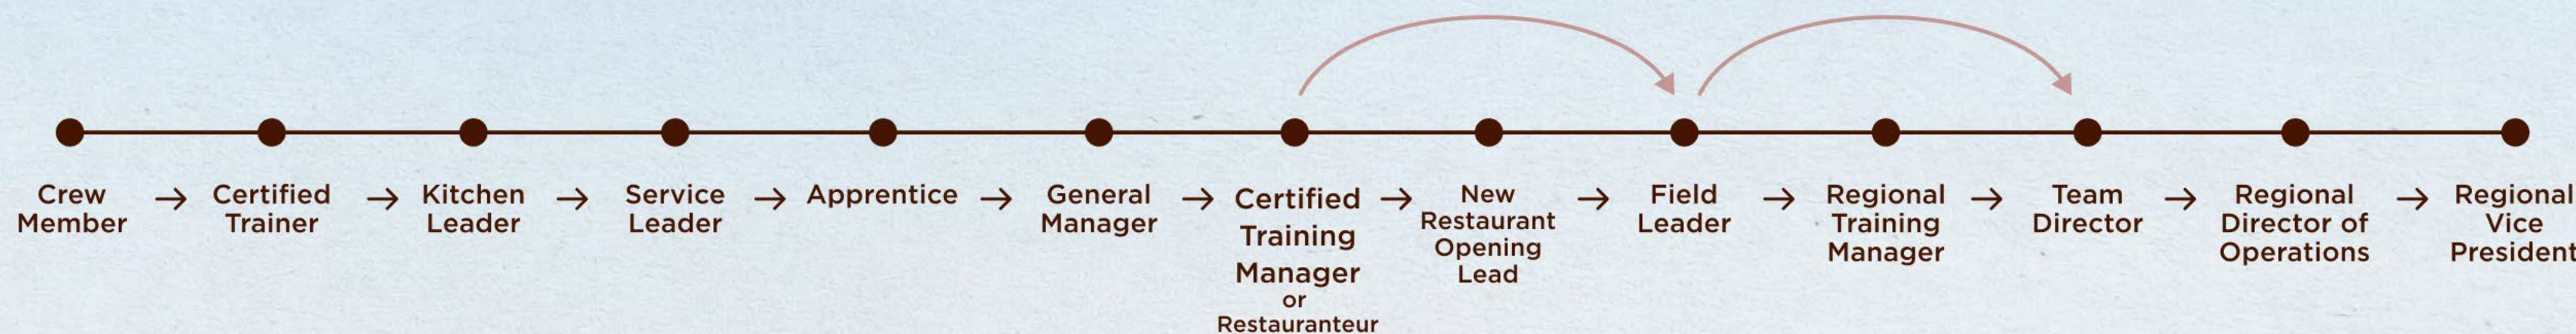 Crew
Member
→
Certified
Trainer
→
Kitchen
Leader
→
Service
Leader
→
Apprentice
→
General
Manager
→
Certified
Training
Manager
or
Restauranteur
→
New
Restaurant
Opening
Lead
→
Field
Leader
→
Regional
Training
Manager
→
Team
Director
→
Regional
Director of
Operations
→
Regional
Vice
President